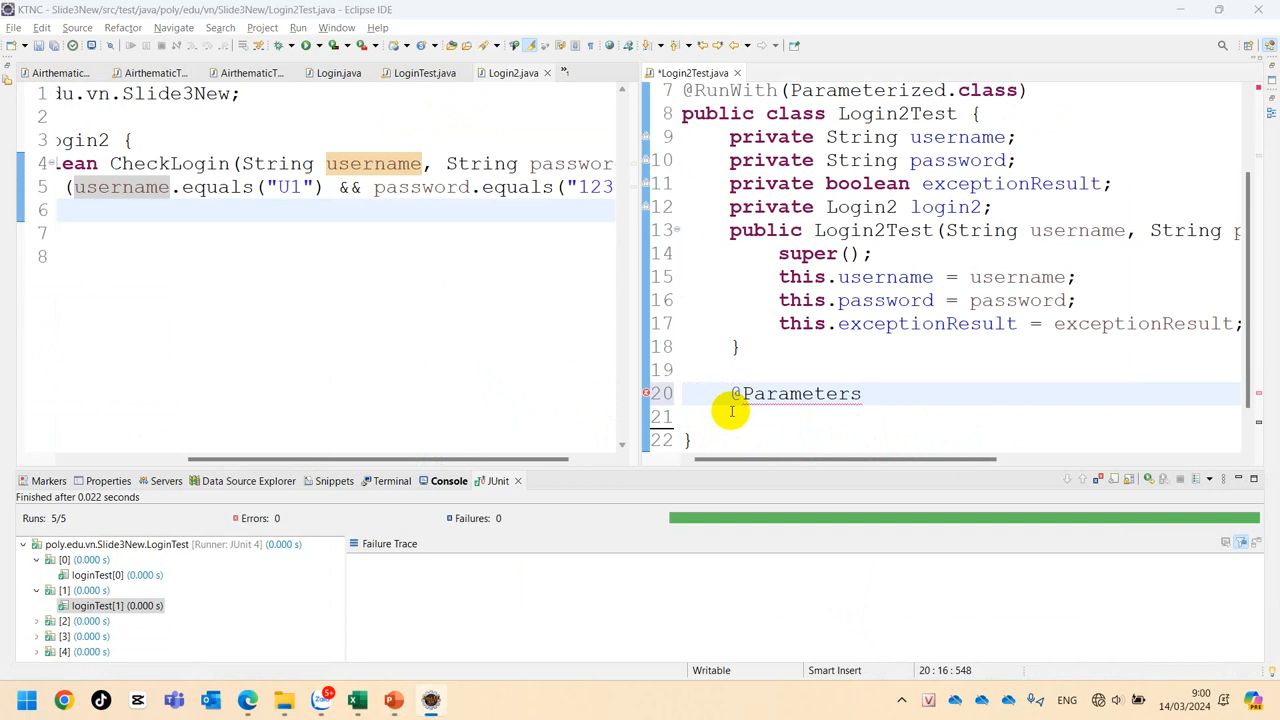 KTNC - Slide3New/src/test/java/poly/edu/vn/Slide3New/Login2Test.java - Eclipse IDE
File Edit Source Refactor Navigate Search Project Run Window Help
Airthematic... AirthematicT... AirthematicT... Login.java LoginTest.java Login2.java
1 du.vn.Slide3New;
2
3 ogin2 {
4 lean CheckLogin(String username, String passwor
5 (username.equals("U1") && password.equals("123
6
7
8
*Login2Test.java
7 @RunWith(Parameterized.class)
8 public class Login2Test {
9 private String username;
10 private String password;
11 private boolean exceptionResult;
12 private Login2 login2;
13 public Login2Test(String username, String p
14 super();
15 this.username = username;
16 this.password = password;
17 this.exceptionResult = exceptionResult;
18 }
19
20 @Parameters
21
22 }
Markers Properties Servers Data Source Explorer Snippets Terminal Console JUnit
Finished after 0.022 seconds
Runs: 5/5 Errors: 0 Failures: 0
poly.edu.vn.Slide3New.LoginTest [Runner: JUnit 4] (0.000 s)
[0] (0.000 s)
loginTest[0] (0.000 s)
[1] (0.000 s)
loginTest[1] (0.000 s)
[2] (0.000 s)
[3] (0.000 s)
[4] (0.000 s)
Failure Trace
Writable Smart Insert 20 : 16 : 548
5+
ENG
9:00
14/03/2024
PRE